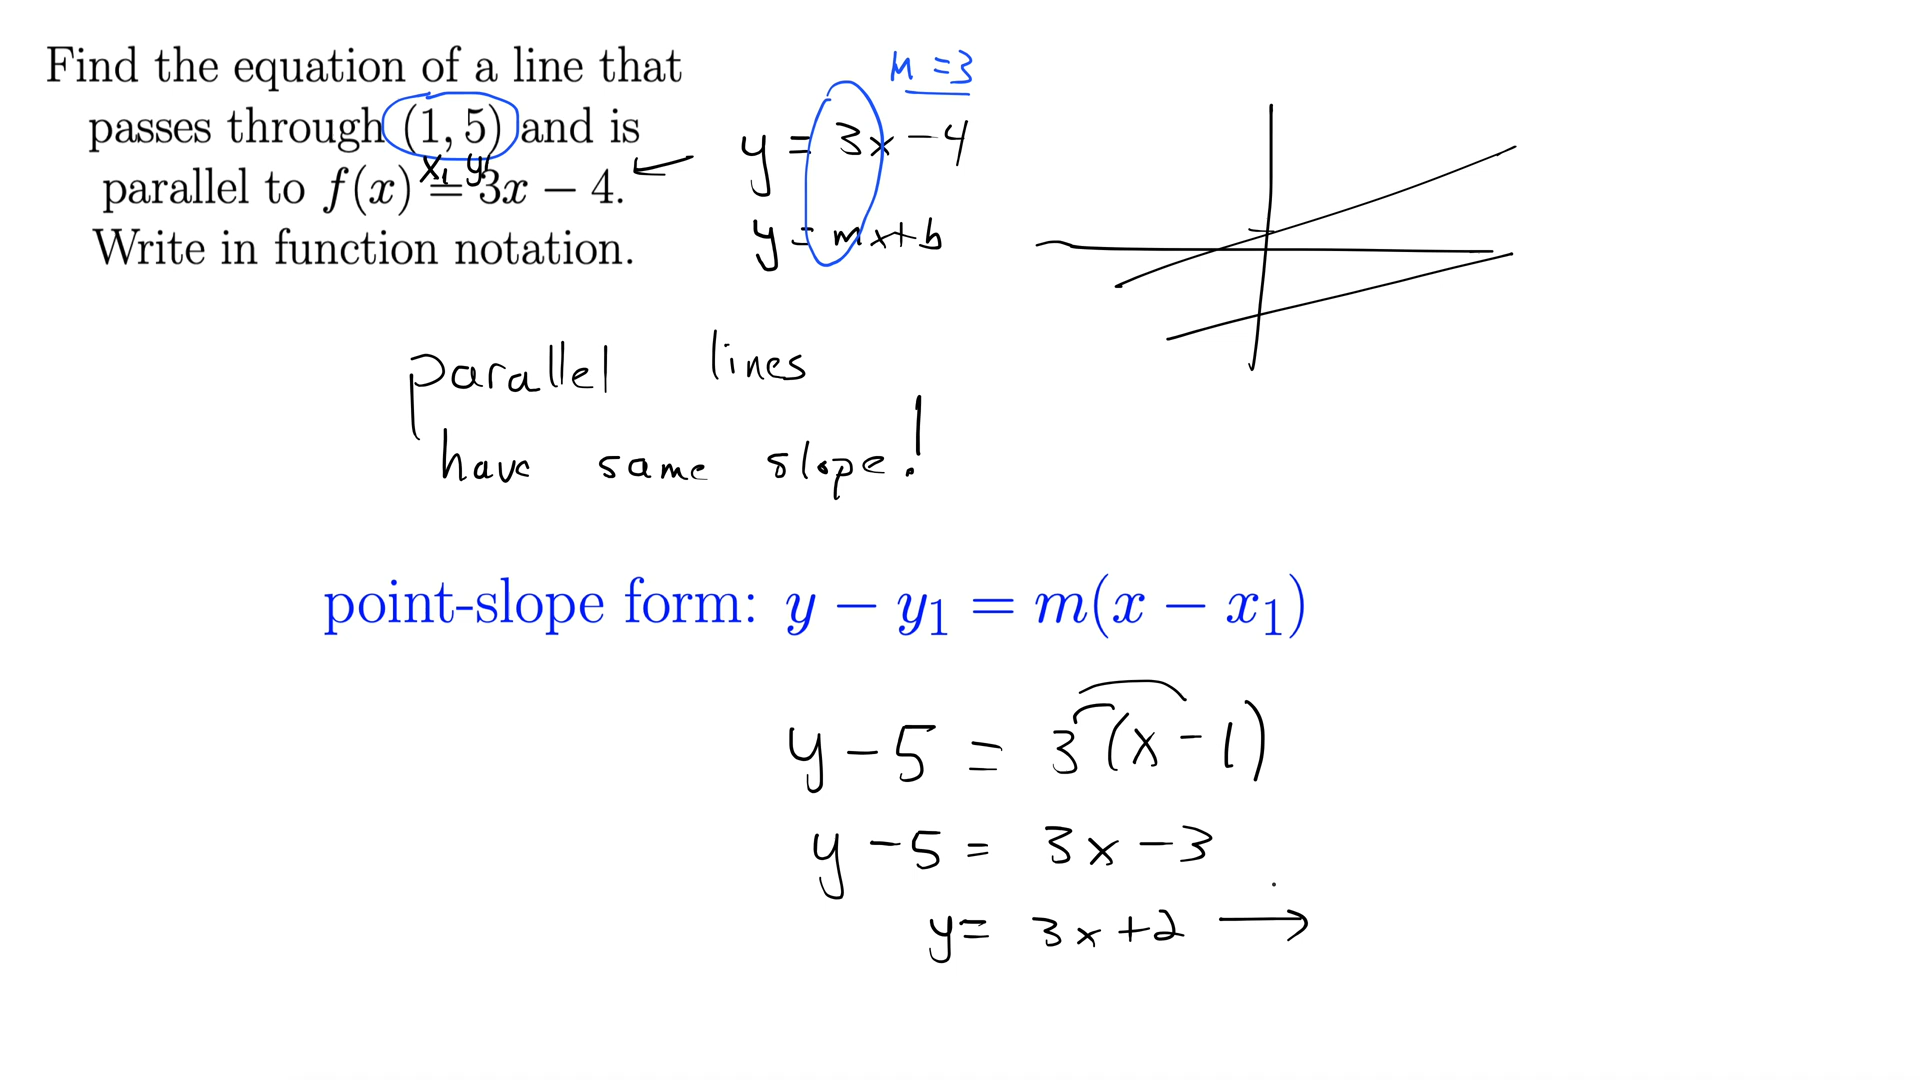 Find the equation of a line that
passes through (1, 5) and is
x₁ y₁
parallel to f(x) = 3x − 4.
Write in function notation.
m = 3
y = 3x − 4
y = mx + b
parallel lines
have same slope!
point-slope form: y − y₁ = m(x − x₁)
y − 5 = 3(x − 1)
y − 5 = 3x − 3
y = 3x + 2 →